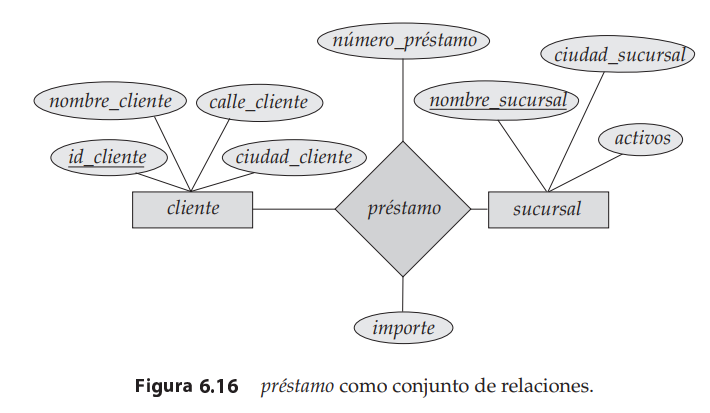 número_préstamo
ciudad_sucursal
nombre_cliente
calle_cliente
nombre_sucursal
activos
id_cliente
ciudad_cliente
cliente
préstamo
sucursal
importe
Figura 6.16 préstamo como conjunto de relaciones.